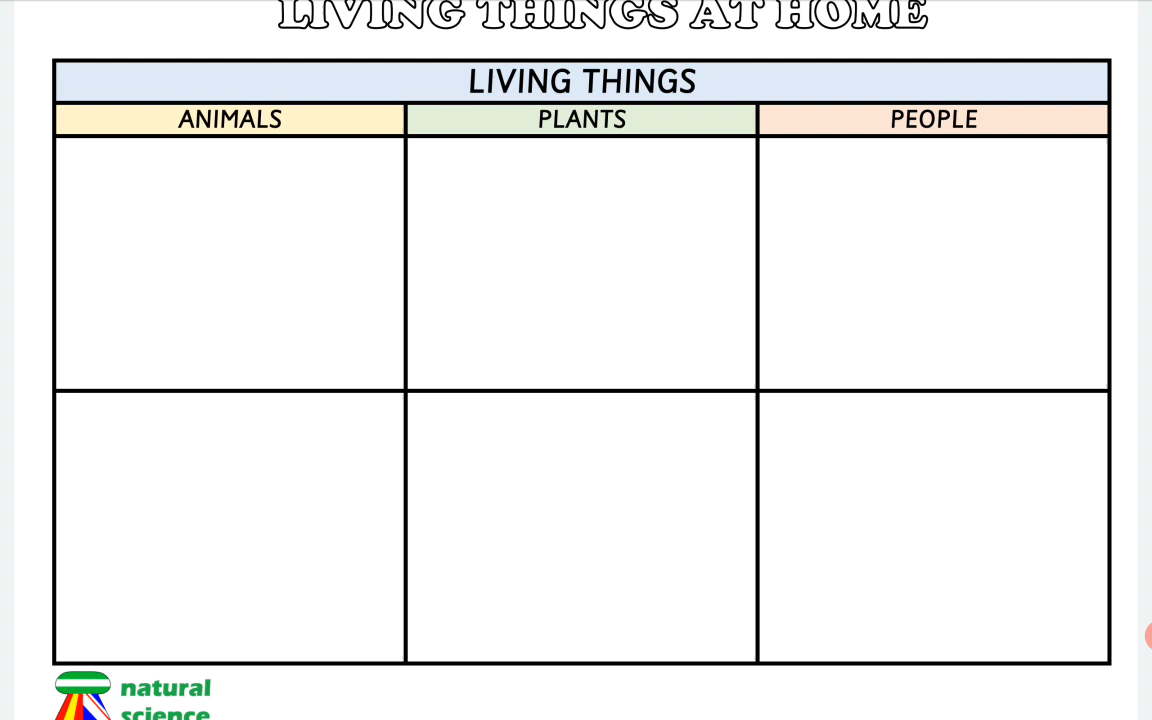 LIVING THINGS AT HOME
LIVING THINGS
ANIMALS
PLANTS
PEOPLE
natural
science